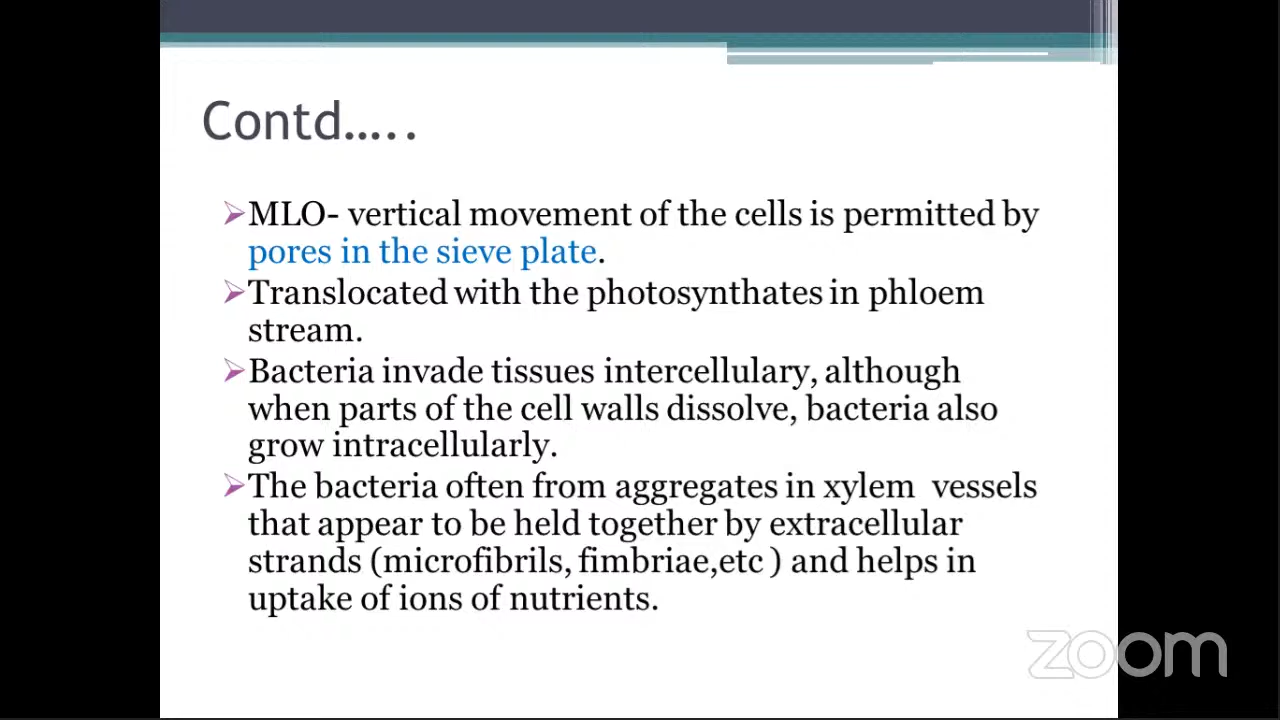 Contd…..
➢MLO- vertical movement of the cells is permitted by
pores in the sieve plate.
➢Translocated with the photosynthates in phloem
stream.
➢Bacteria invade tissues intercellulary, although
when parts of the cell walls dissolve, bacteria also
grow intracellularly.
➢The bacteria often from aggregates in xylem  vessels
that appear to be held together by extracellular
strands (microfibrils, fimbriae,etc ) and helps in
uptake of ions of nutrients.
zoom